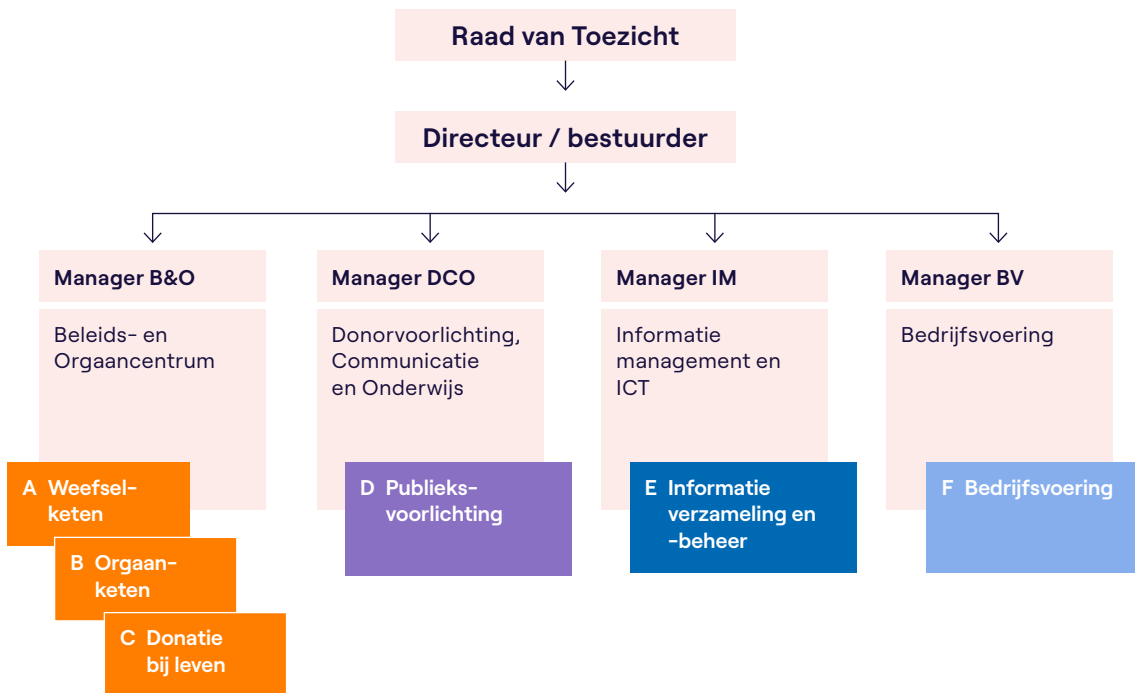 Raad van Toezicht
Directeur / bestuurder
Manager B&O
Beleids- en
Orgaancentrum
A Weefsel-
keten
B Orgaan-
keten
C Donatie
bij leven
Manager DCO
Donorvoorlichting,
Communicatie
en Onderwijs
D Publieks-
voorlichting
Manager IM
Informatie
management en
ICT
E Informatie
verzameling en
-beheer
Manager BV
Bedrijfsvoering
F Bedrijfsvoering